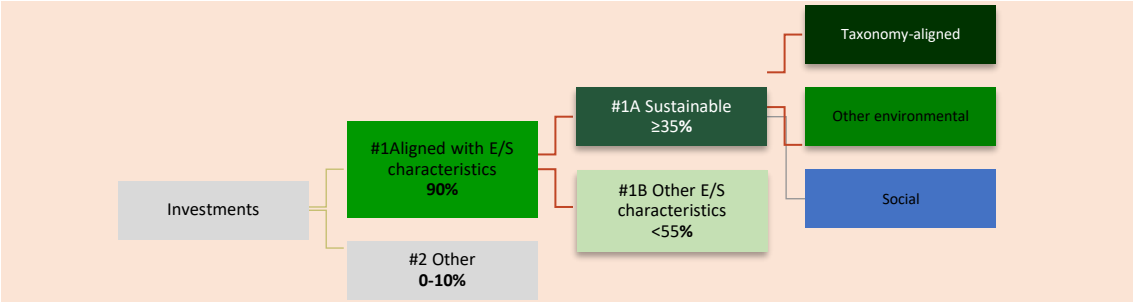 Investments
#1Aligned with E/S
characteristics
90%
#2 Other
0-10%
#1A Sustainable
≥35%
#1B Other E/S
characteristics
<55%
Taxonomy-aligned
Other environmental
Social